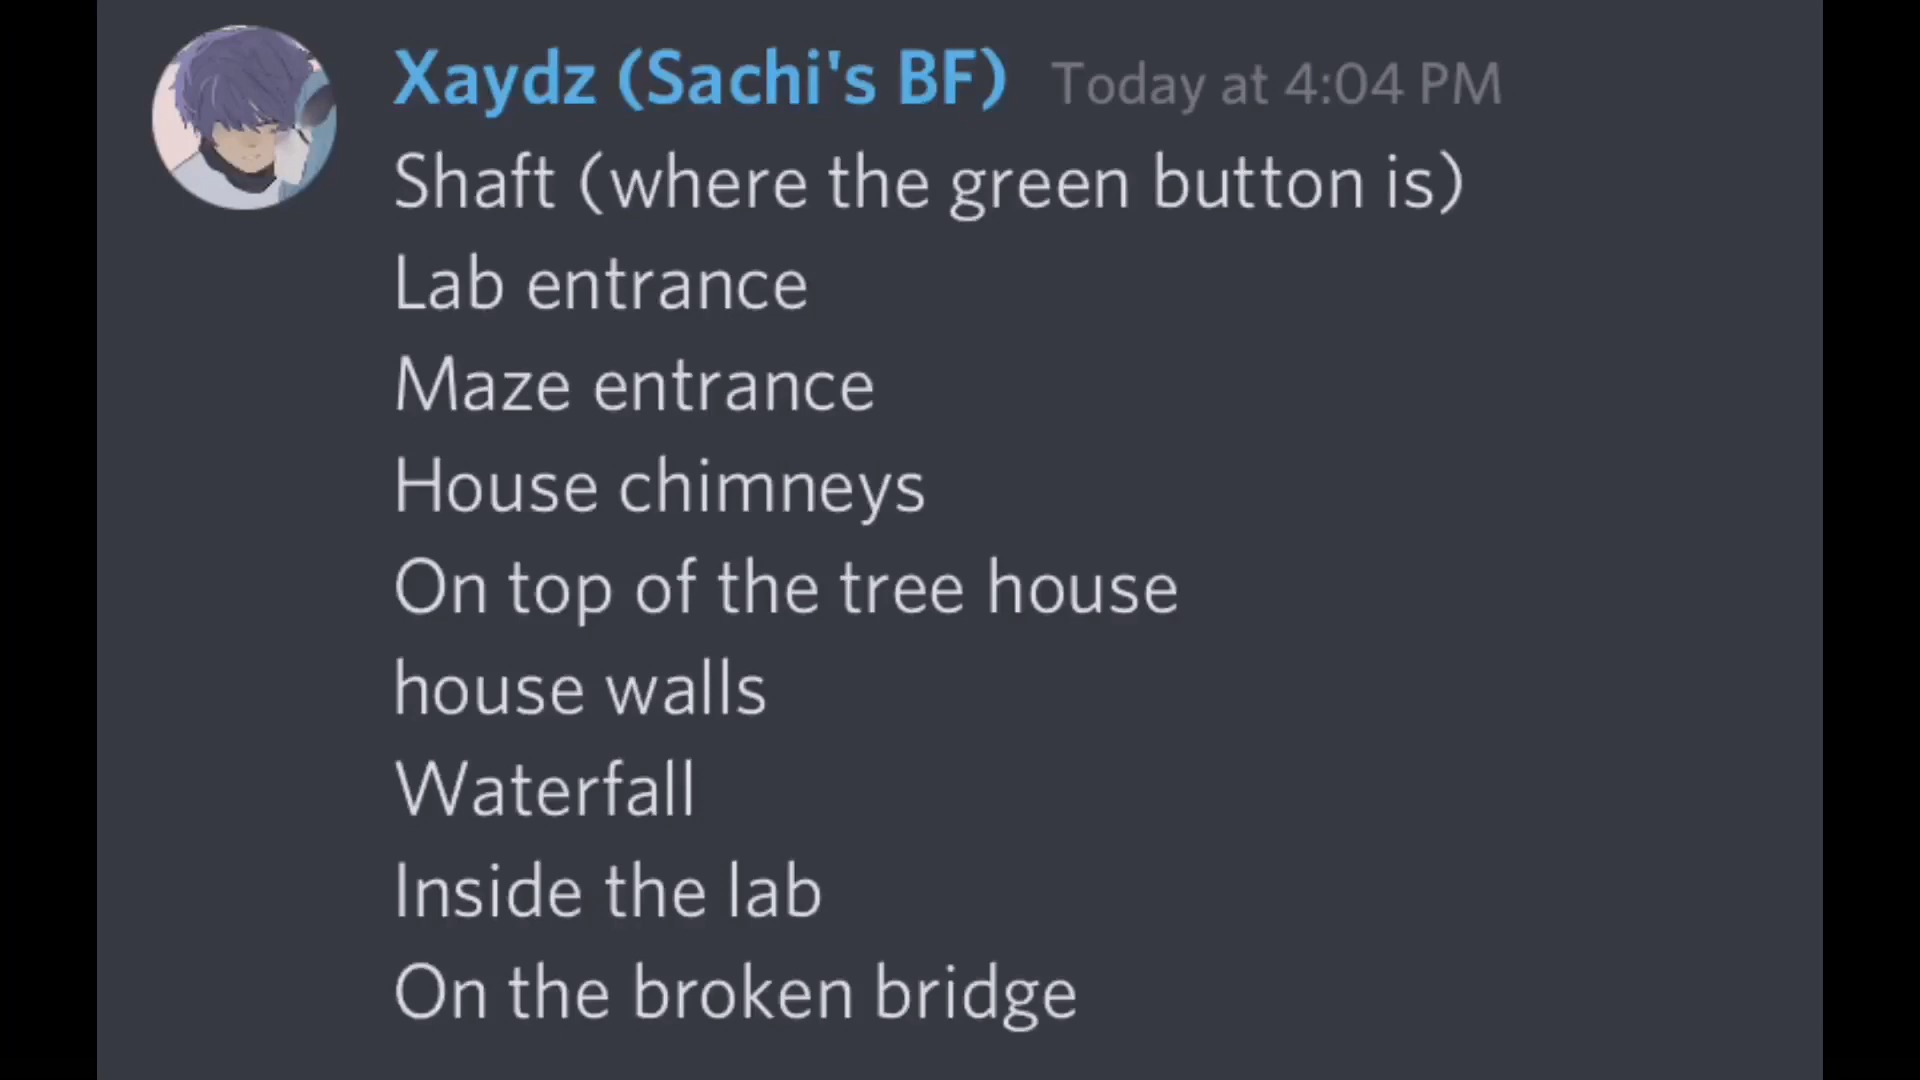 Xaydz (Sachi's BF) Today at 4:04 PM
Shaft (where the green button is)
Lab entrance
Maze entrance
House chimneys
On top of the tree house
house walls
Waterfall
Inside the lab
On the broken bridge